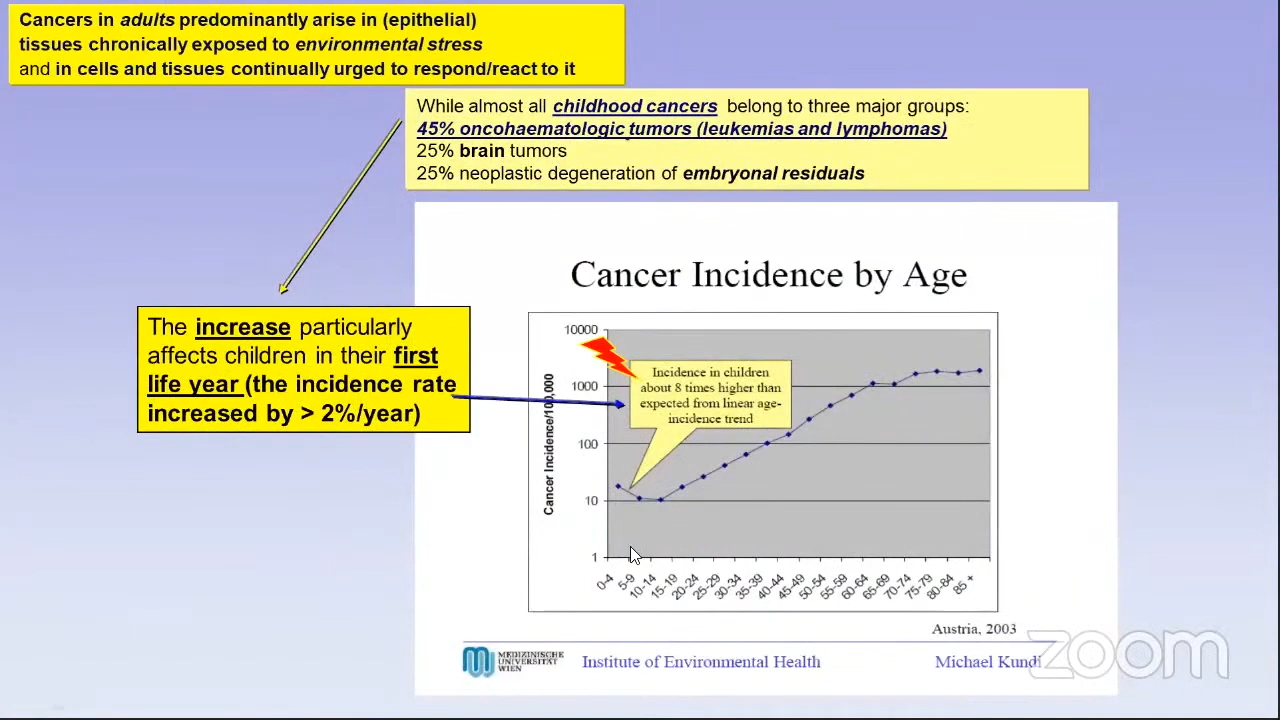 Cancers in adults predominantly arise in (epithelial)
tissues chronically exposed to environmental stress
and in cells and tissues continually urged to respond/react to it
While almost all childhood cancers belong to three major groups:
45% oncohaematologic tumors (leukemias and lymphomas)
25% brain tumors
25% neoplastic degeneration of embryonal residuals
Cancer Incidence by Age
The increase particularly
affects children in their first
life year (the incidence rate
increased by > 2%/year)
Cancer Incidence/100,000
10000
1000
100
10
1
Incidence in children
about 8 times higher than
expected from linear age-
incidence trend
0-4
5-9
10-14
15-19
20-24
25-29
30-34
35-39
40-44
45-49
50-54
55-59
60-64
65-69
70-74
75-79
80-84
85 +
Austria, 2003
MEDIZINISCHE
UNIVERSITÄT
WIEN
Institute of Environmental Health
Michael Kundi
zoom